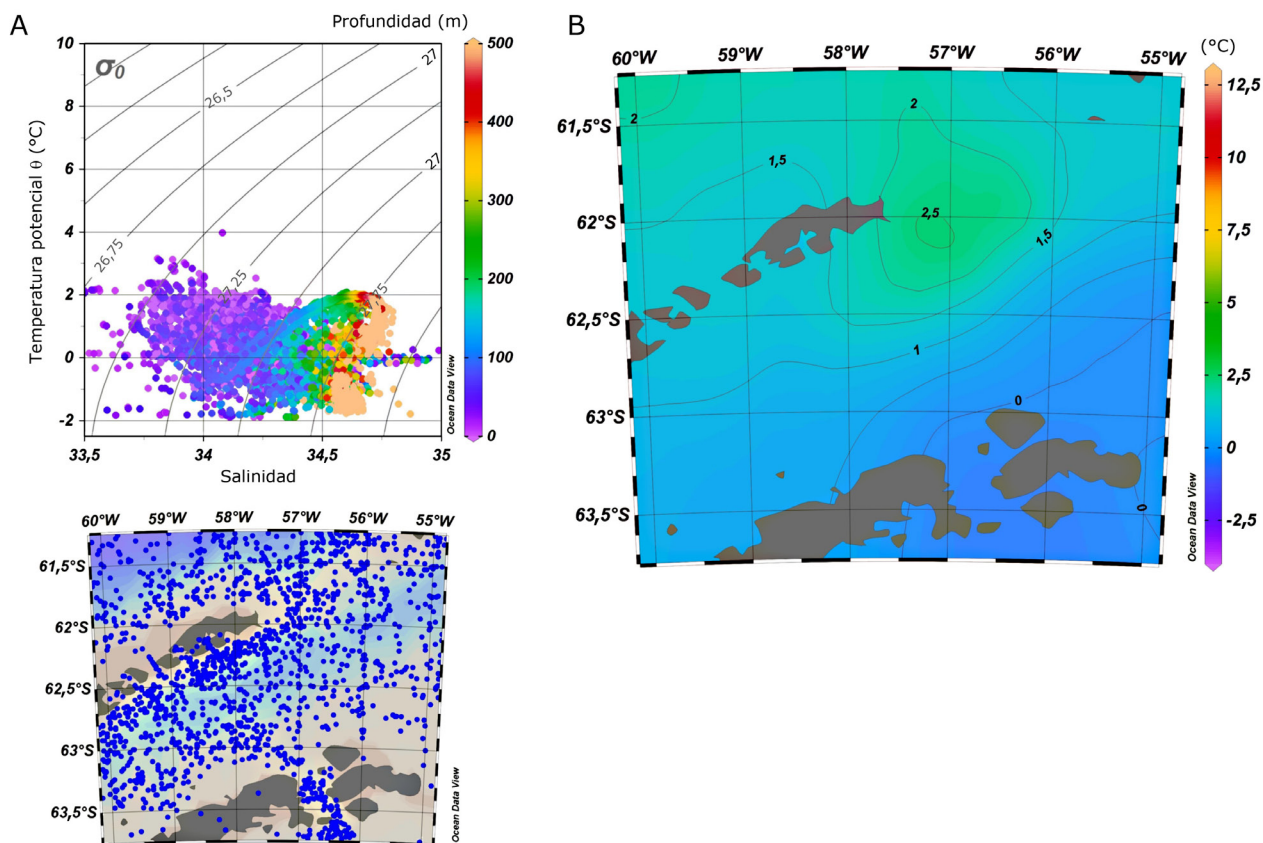 A
Profundidad (m)
σ₀
Temperatura potencial θ (°C)
10
8
6
4
2
0
-2
26,5
27
27
26,75
27,25
33,5
34
34,5
35
Salinidad
500
400
300
200
100
0
Ocean Data View
60°W 59°W 58°W 57°W 56°W 55°W
61,5°S
62°S
62,5°S
63°S
63,5°S
Ocean Data View
B
60°W 59°W 58°W 57°W 56°W 55°W
61,5°S
62°S
62,5°S
63°S
63,5°S
2
2
1,5
2,5
1,5
1
0
0
Ocean Data View
(°C)
12,5
10
7,5
5
2,5
0
-2,5